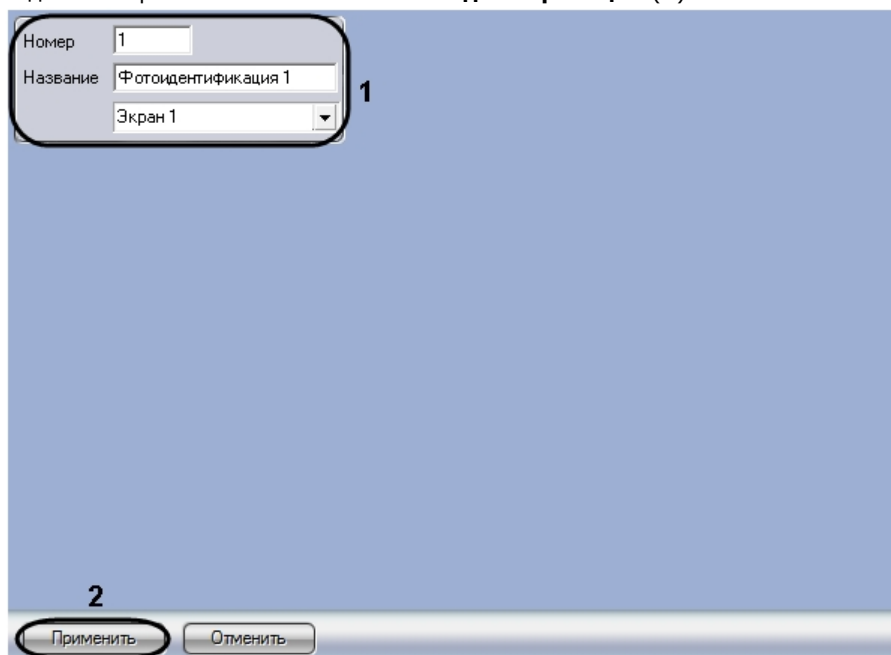 Номер 1
Название Фотоидентификация 1
1
Экран 1
2
Применить Отменить